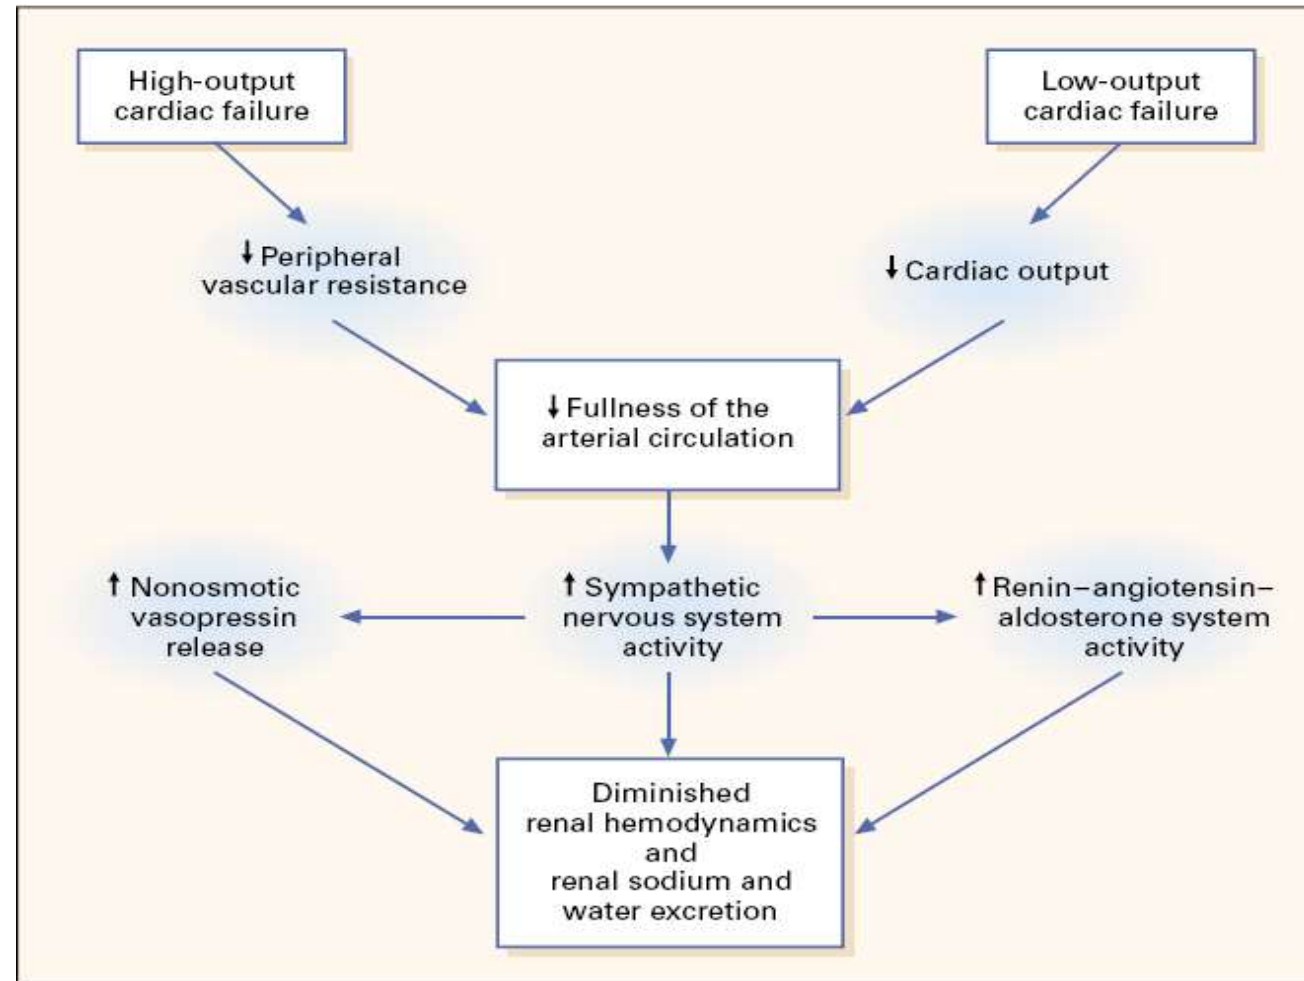 High-output
cardiac failure
Low-output
cardiac failure
↓ Peripheral
vascular resistance
↓ Cardiac output
↓ Fullness of the
arterial circulation
↑ Nonosmotic
vasopressin
release
↑ Sympathetic
nervous system
activity
↑ Renin–angiotensin–
aldosterone system
activity
Diminished
renal hemodynamics
and
renal sodium and
water excretion